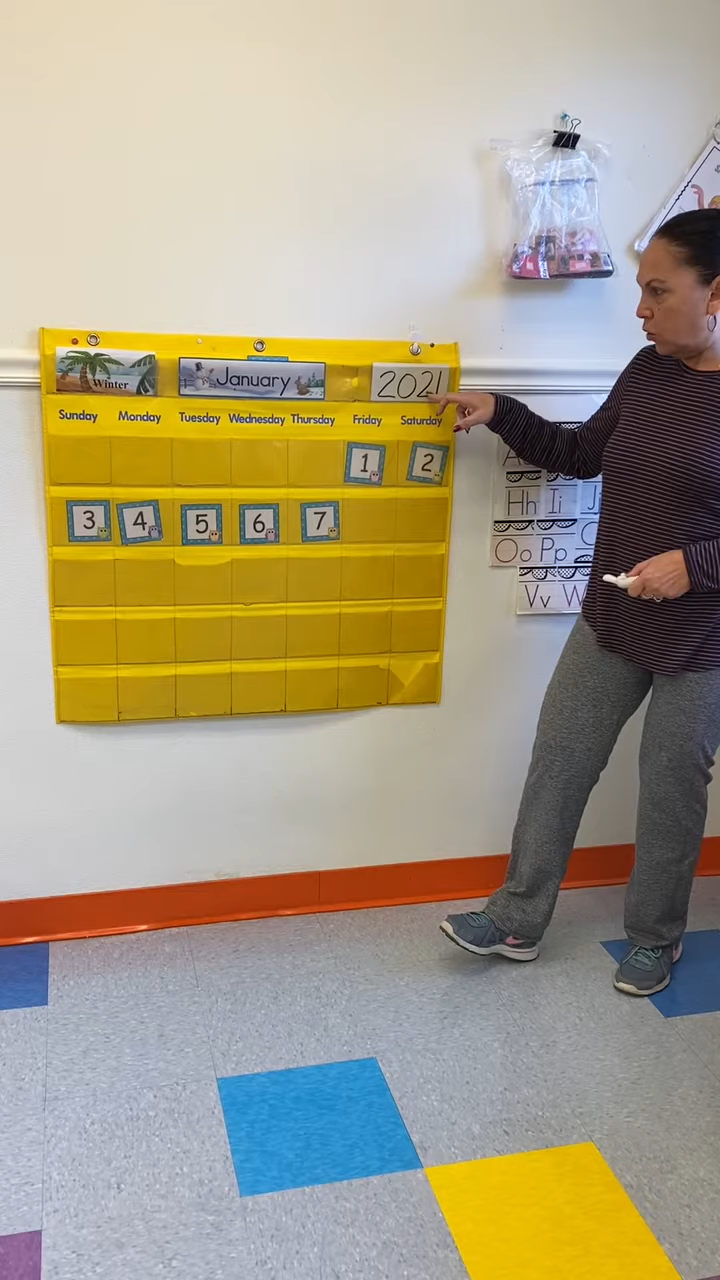 Winter January 2021
Sunday Monday Tuesday Wednesday Thursday Friday Saturday
1 2
3 4 5 6 7
Hh Ii J
Oo Pp
Vv W